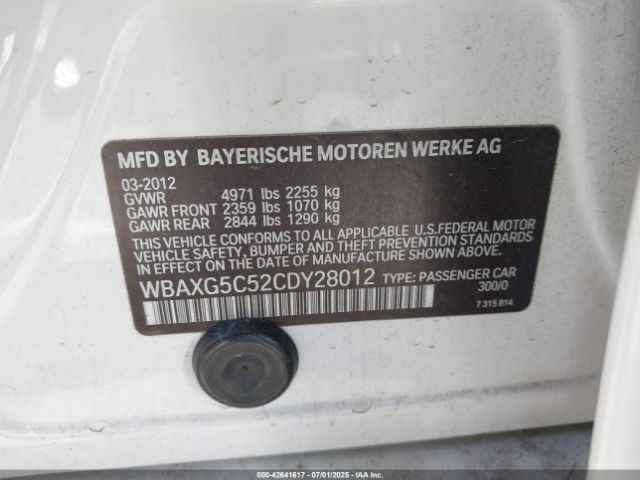 MFD BY BAYERISCHE MOTOREN WERKE AG
03-2012
GVWR 4971 lbs 2255 kg
GAWR FRONT 2359 lbs 1070 kg
GAWR REAR 2844 lbs 1290 kg
THIS VEHICLE CONFORMS TO ALL APPLICABLE U.S.FEDERAL MOTOR
VEHICLE SAFETY, BUMPER AND THEFT PREVENTION STANDARDS
IN EFFECT ON THE DATE OF MANUFACTURE SHOWN ABOVE.
WBAXG5C52CDY28012 TYPE: PASSENGER CAR
300/0
7 315 814
000-42641617 • 07/01/2025 • IAAI.com